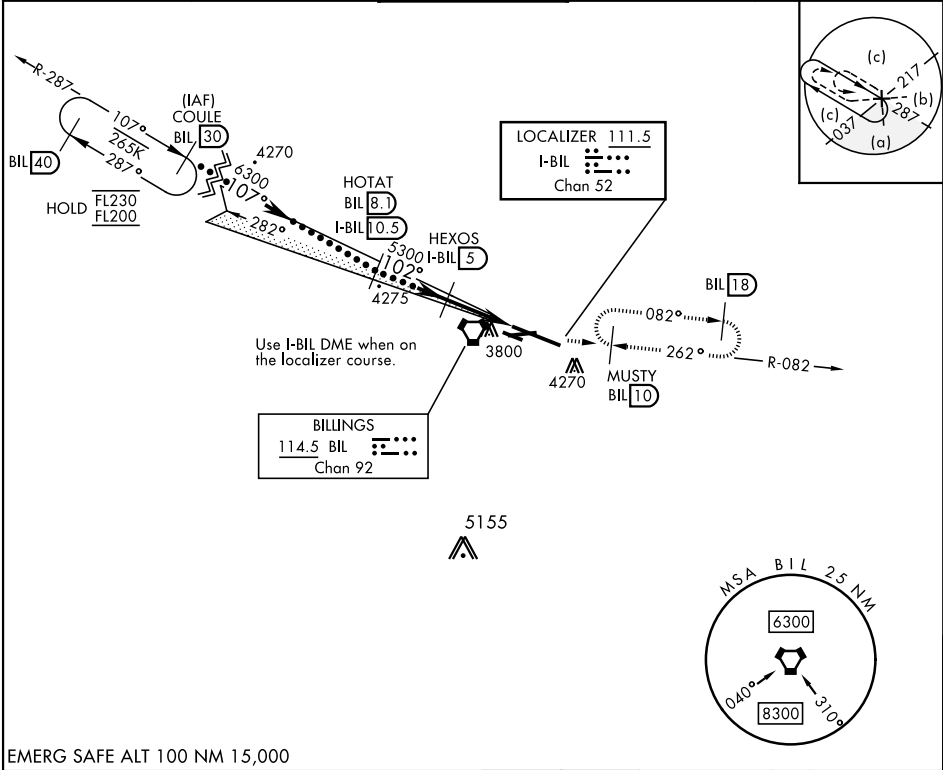 R-287
107°
265K
287°
BIL 40
HOLD FL230
FL200
(IAF)
COULE
BIL 30
4270
6300
107°
282°
HOTAT
BIL 8.1
I-BIL 10.5
5300
102°
4275
HEXOS
I-BIL 5
LOCALIZER 111.5
I-BIL
Chan 52
(c)
217
(b)
287
(c)
037
(a)
BIL 18
082°
262°
R-082
MUSTY
BIL 10
3800
4270
Use I-BIL DME when on
the localizer course.
BILLINGS
114.5 BIL
Chan 92
5155
MSA BIL 25 NM
6300
040°
310°
8300
EMERG SAFE ALT 100 NM 15,000